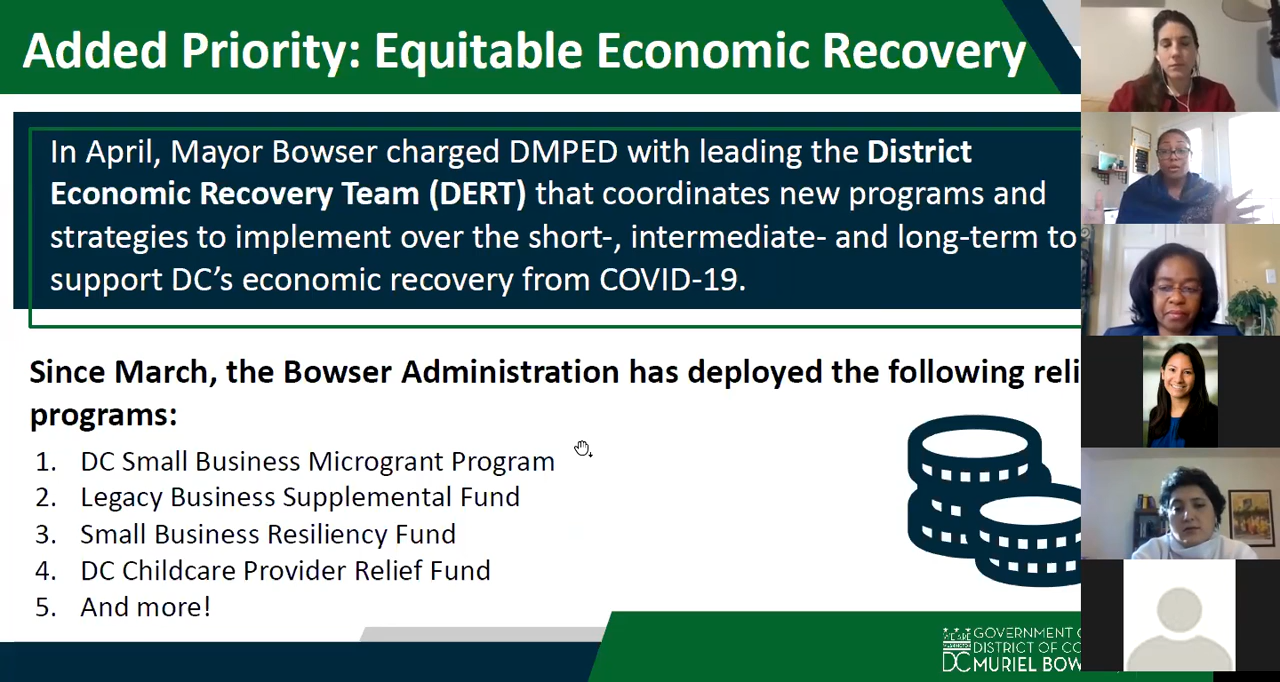 Added Priority: Equitable Economic Recovery
In April, Mayor Bowser charged DMPED with leading the District
Economic Recovery Team (DERT) that coordinates new programs and
strategies to implement over the short-, intermediate- and long-term to
support DC’s economic recovery from COVID-19.
Since March, the Bowser Administration has deployed the following reli
programs:
1. DC Small Business Microgrant Program
2. Legacy Business Supplemental Fund
3. Small Business Resiliency Fund
4. DC Childcare Provider Relief Fund
5. And more!
WE ARE
WASHINGTON
DC
GOVERNMENT
DISTRICT OF CO
MURIEL BOW